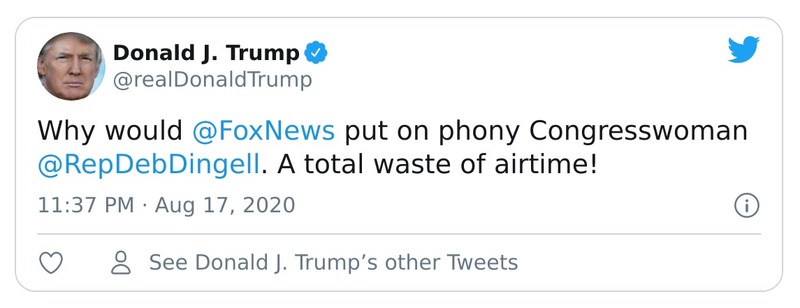 Donald J. Trump
@realDonaldTrump
Why would @FoxNews put on phony Congresswoman
@RepDebDingell. A total waste of airtime!
11:37 PM · Aug 17, 2020
See Donald J. Trump’s other Tweets